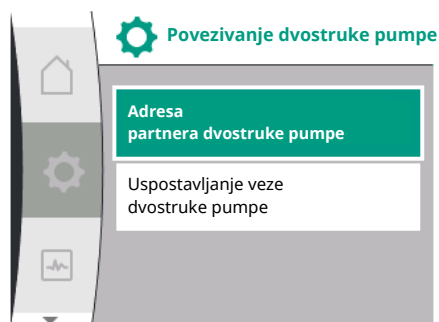 Povezivanje dvostruke pumpe
Adresa
partnera dvostruke pumpe
Uspostavljanje veze
dvostruke pumpe